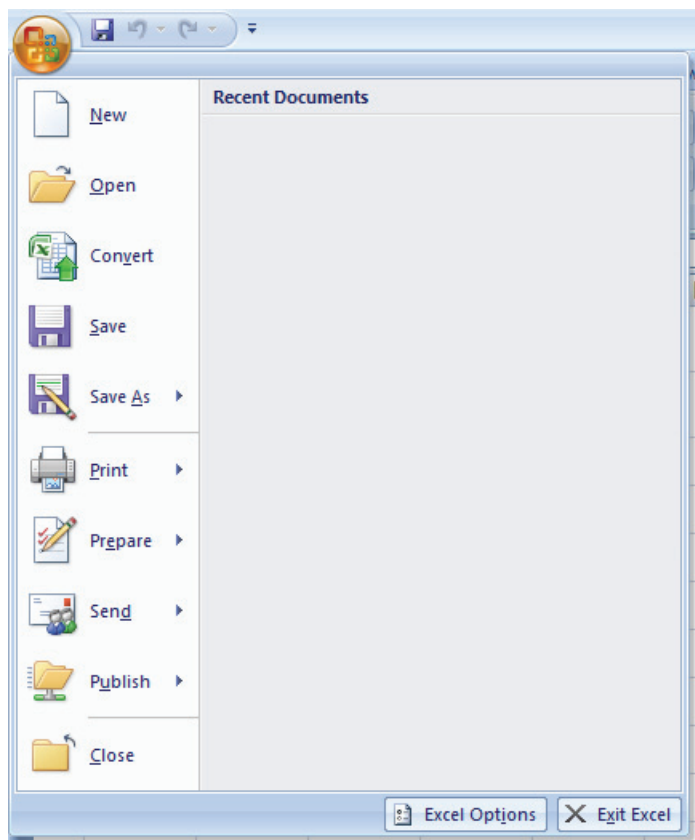 Recent Documents
New
Open
Convert
Save
Save As
Print
Prepare
Send
Publish
Close
Excel Options
Exit Excel